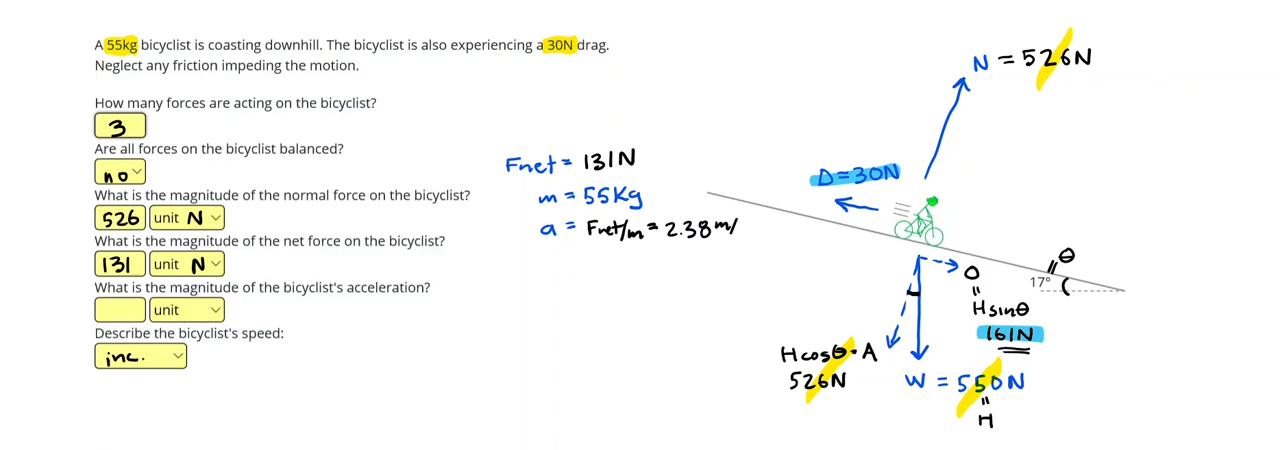 A 55kg bicyclist is coasting downhill. The bicyclist is also experiencing a 30N drag.
Neglect any friction impeding the motion.
How many forces are acting on the bicyclist?
3
Are all forces on the bicyclist balanced?
no
What is the magnitude of the normal force on the bicyclist?
526 unit N
What is the magnitude of the net force on the bicyclist?
131 unit N
What is the magnitude of the bicyclist's acceleration?
unit
Describe the bicyclist's speed:
inc.
Fnet = 131N
m = 55Kg
a = Fnet/m = 2.38 m/
N = 526N
D = 30N
θ
=
17°
O
=
Hsinθ
161N
Hcosθ · A
526N
W = 550N
=
H